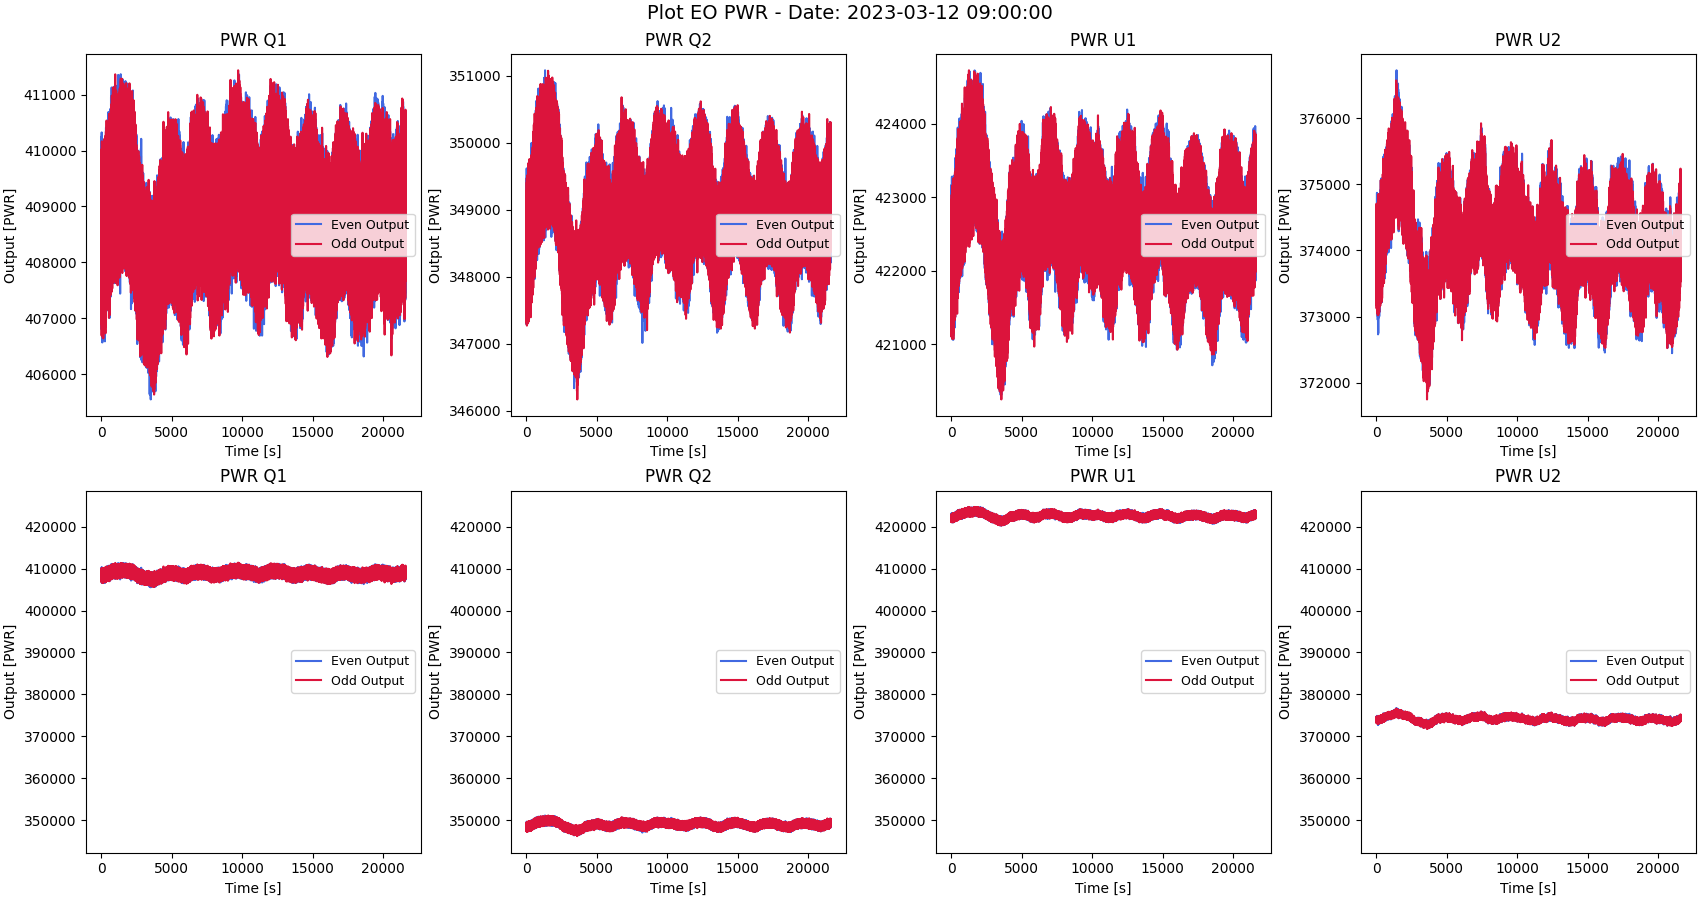 Plot EO PWR - Date: 2023-03-12 09:00:00
PWR Q1
Output [PWR]
411000
410000
409000
408000
407000
406000
Even Output
Odd Output
0 5000 10000 15000 20000
Time [s]
PWR Q2
Output [PWR]
351000
350000
349000
348000
347000
346000
Even Output
Odd Output
0 5000 10000 15000 20000
Time [s]
PWR U1
Output [PWR]
424000
423000
422000
421000
Even Output
Odd Output
0 5000 10000 15000 20000
Time [s]
PWR U2
Output [PWR]
376000
375000
374000
373000
372000
Even Output
Odd Output
0 5000 10000 15000 20000
Time [s]
PWR Q1
Output [PWR]
420000
410000
400000
390000
380000
370000
360000
350000
Even Output
Odd Output
0 5000 10000 15000 20000
Time [s]
PWR Q2
Output [PWR]
420000
410000
400000
390000
380000
370000
360000
350000
Even Output
Odd Output
0 5000 10000 15000 20000
Time [s]
PWR U1
Output [PWR]
420000
410000
400000
390000
380000
370000
360000
350000
Even Output
Odd Output
0 5000 10000 15000 20000
Time [s]
PWR U2
Output [PWR]
420000
410000
400000
390000
380000
370000
360000
350000
Even Output
Odd Output
0 5000 10000 15000 20000
Time [s]